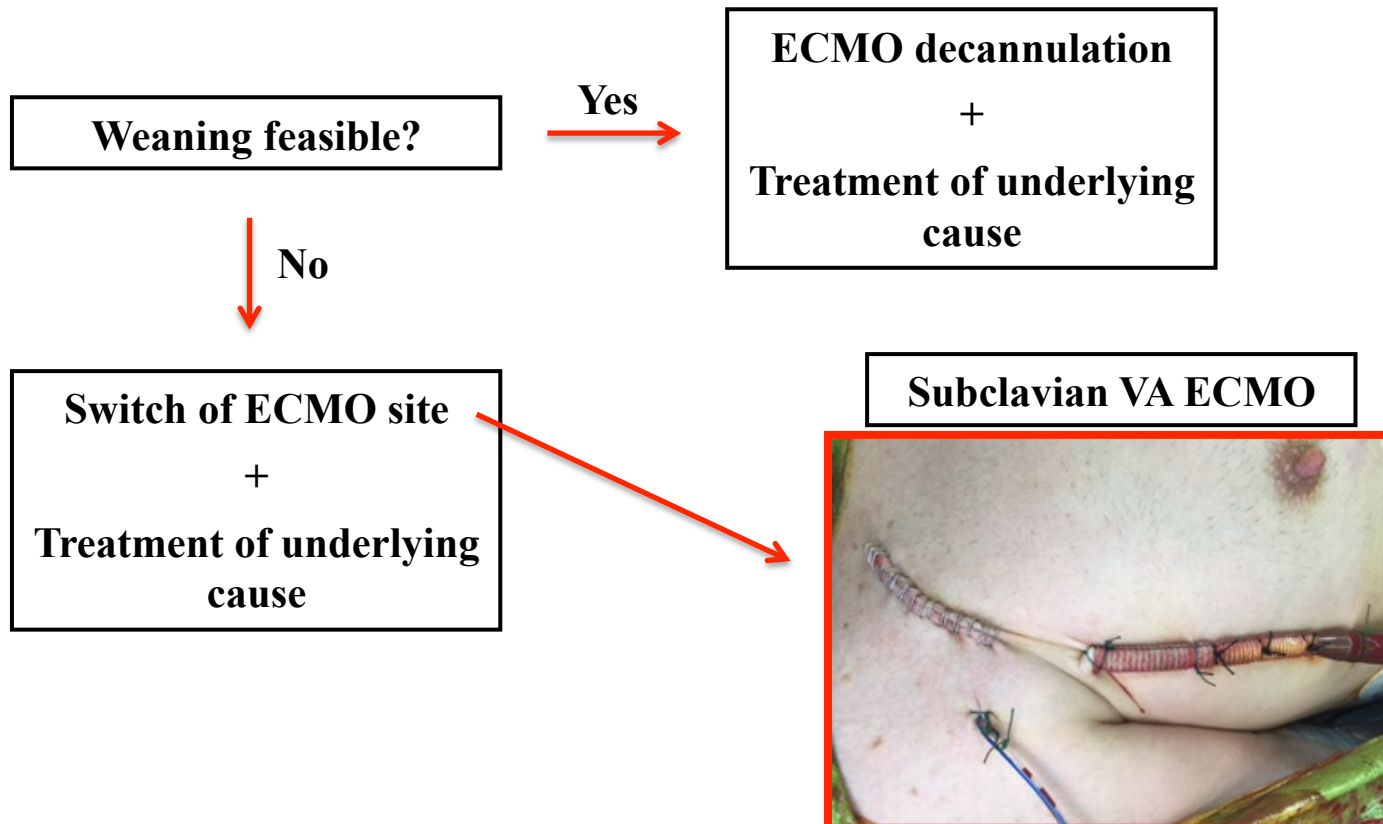 Weaning feasible?
Yes
ECMO decannulation
+
Treatment of underlying
cause
No
Switch of ECMO site
+
Treatment of underlying
cause
Subclavian VA ECMO